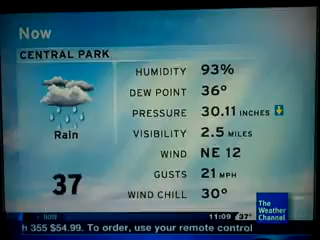 Now
CENTRAL PARK
HUMIDITY 93%
DEW POINT 36°
PRESSURE 30.11 INCHES
VISIBILITY 2.5 MILES
WIND NE 12
GUSTS 21 MPH
WIND CHILL 30°
Rain
37
The
Weather
Channel
now 11:09 37°
h 355 $54.99. To order, use your remote control